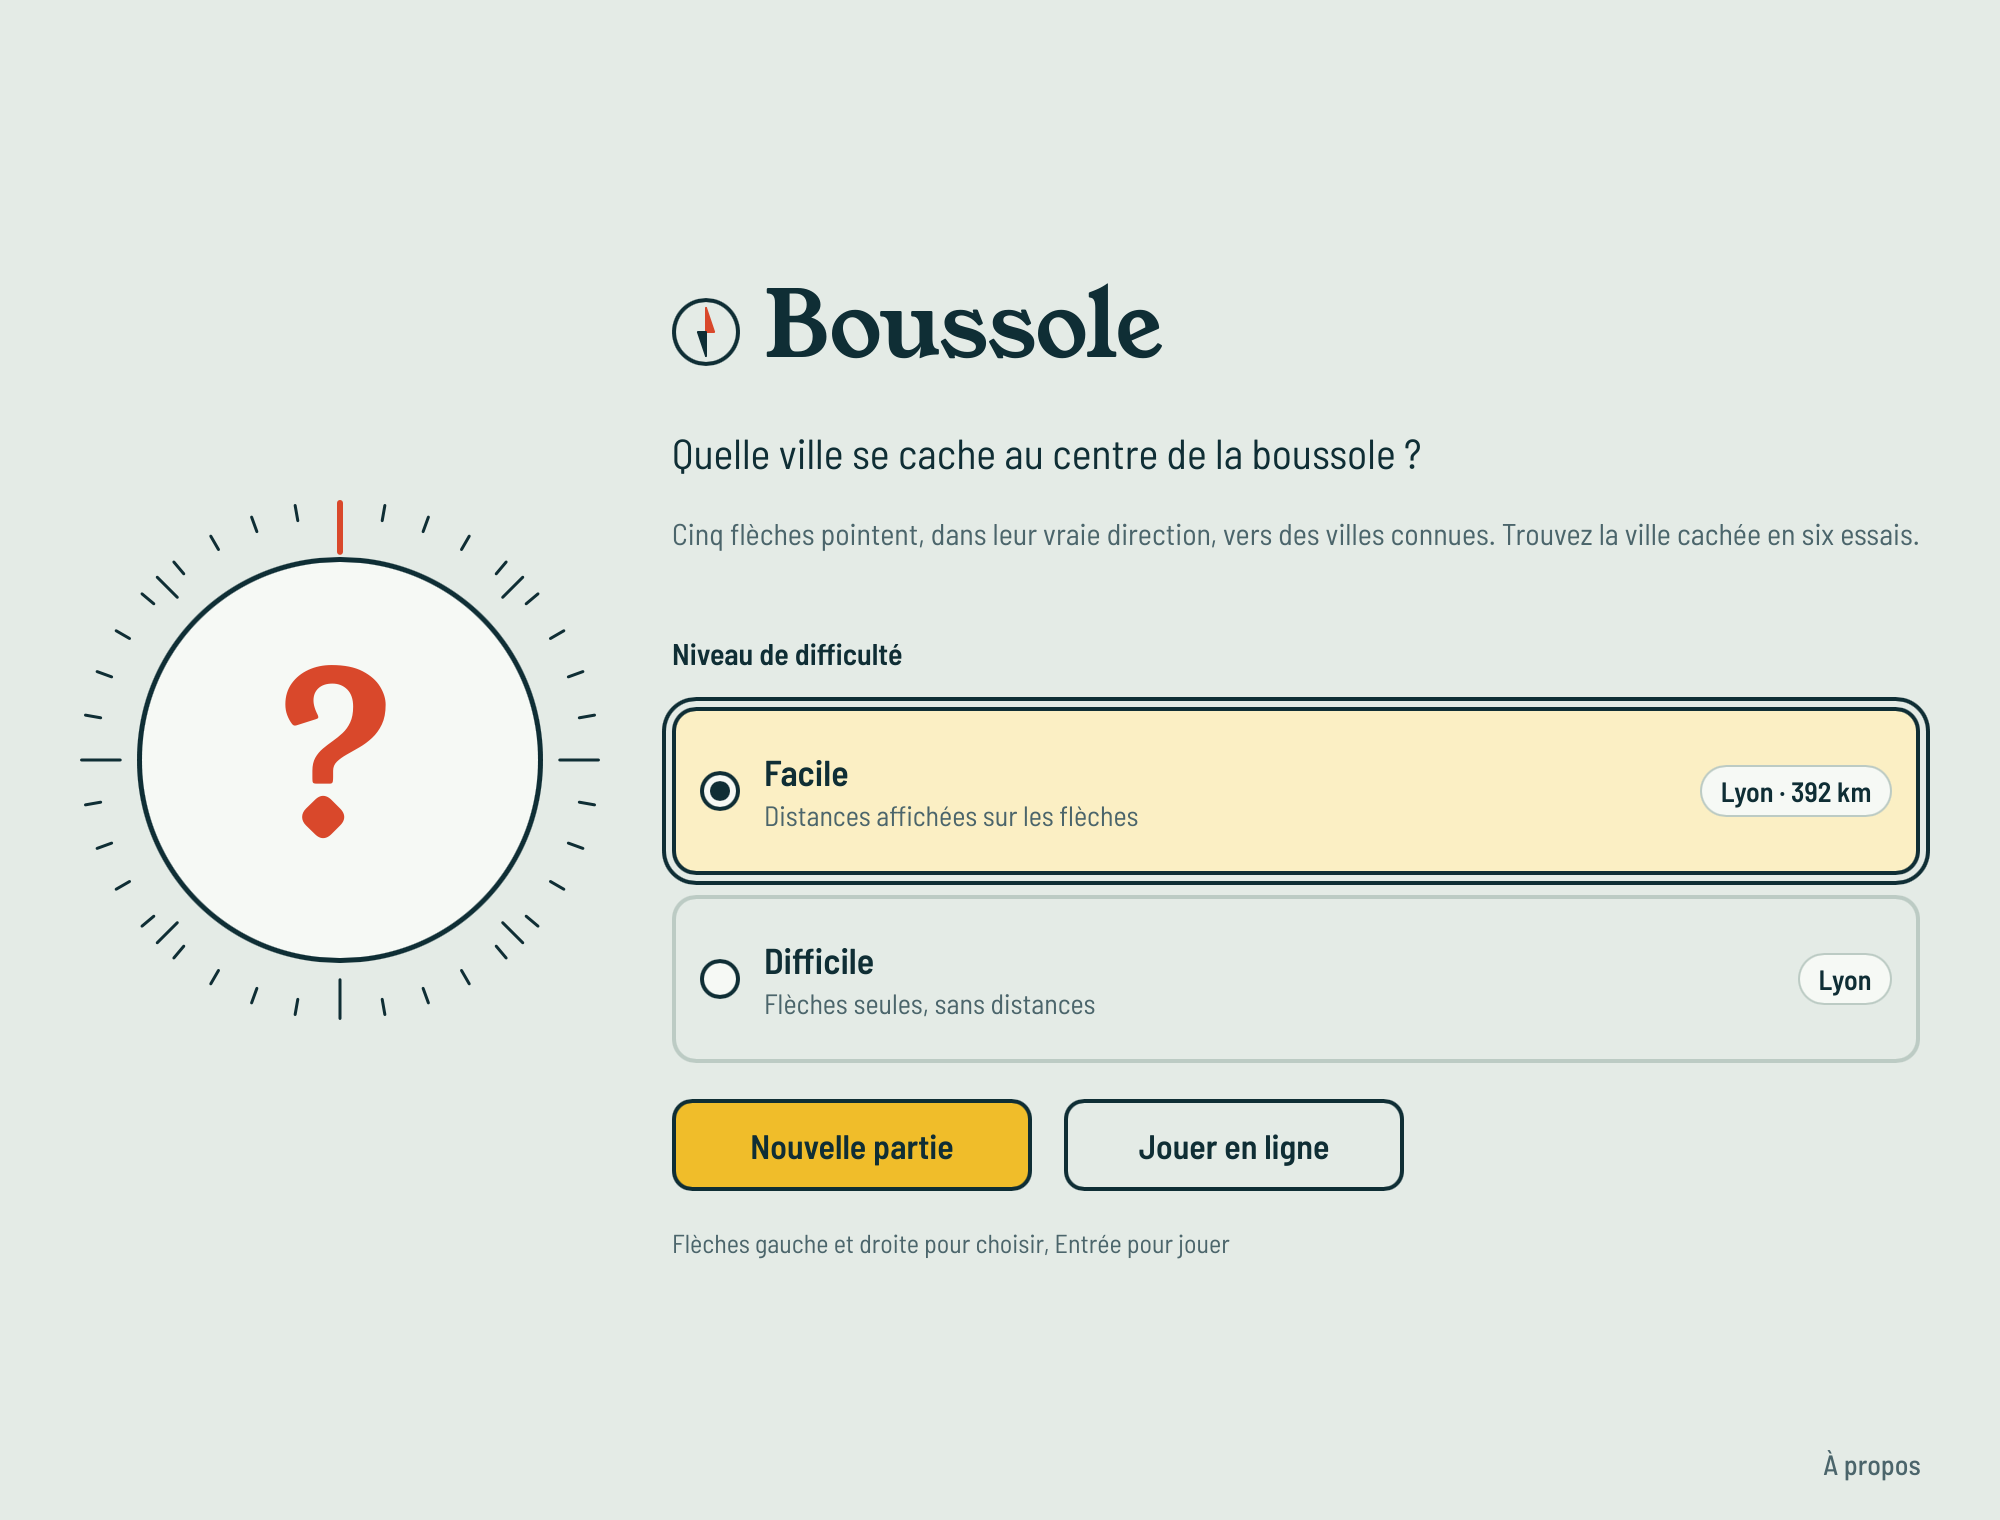 Boussole
Quelle ville se cache au centre de la boussole ?
Cinq flèches pointent, dans leur vraie direction, vers des villes connues. Trouvez la ville cachée en six essais.
?
Niveau de difficulté
Facile
Distances affichées sur les flèches
Lyon · 392 km
Difficile
Flèches seules, sans distances
Lyon
Nouvelle partie
Jouer en ligne
Flèches gauche et droite pour choisir, Entrée pour jouer
À propos